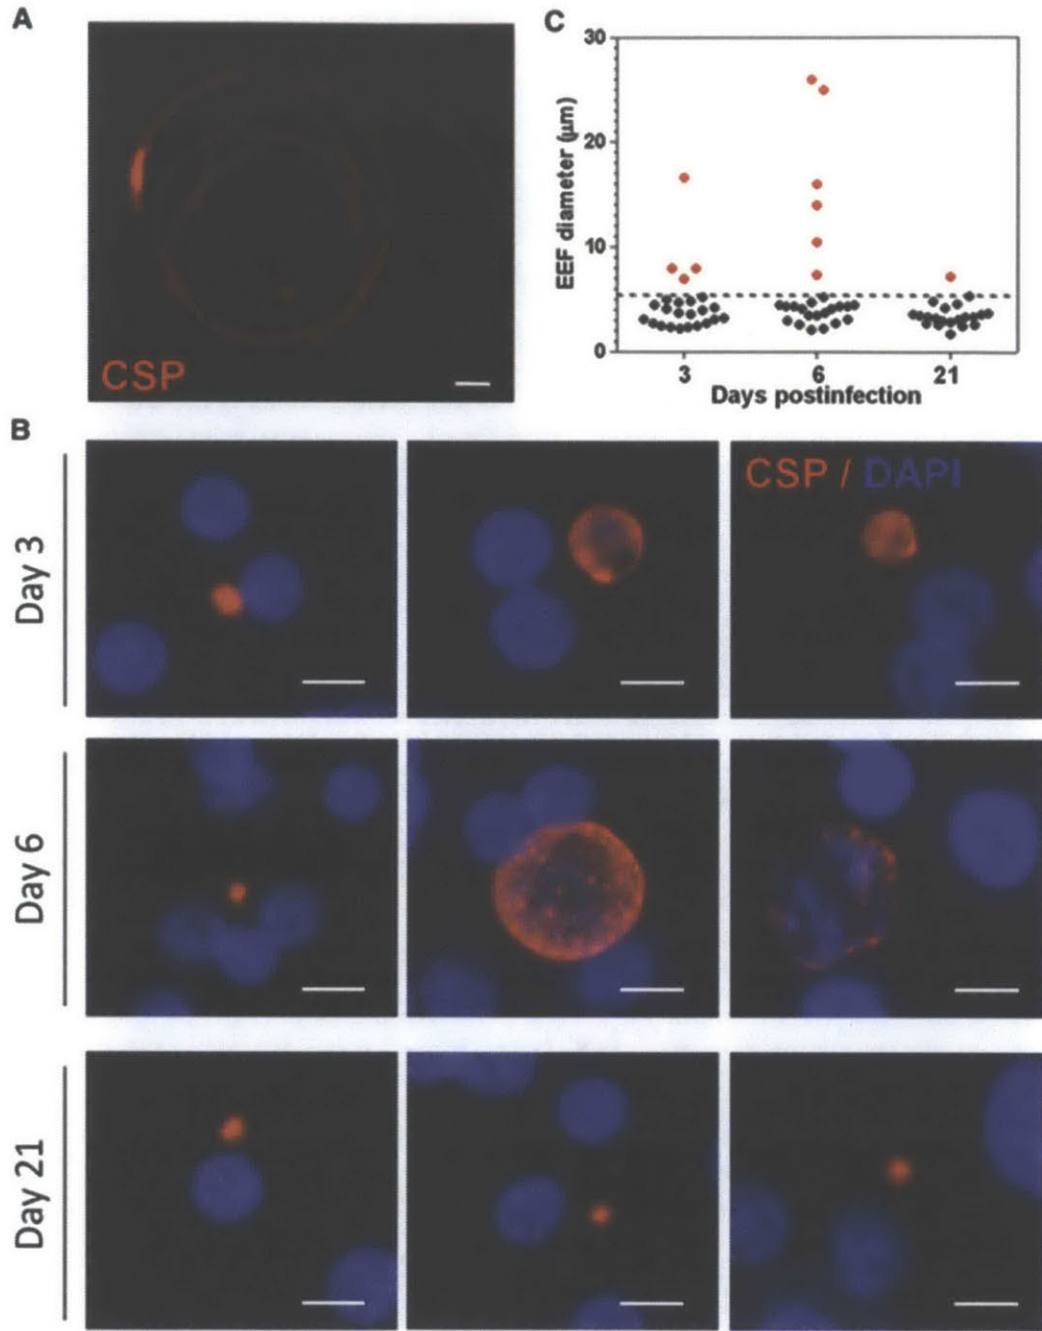 A
CSP
C
30
20
10
0
EEF diameter (μm)
3 6 21
Days postinfection
B
CSP / DAPI
Day 3
Day 6
Day 21